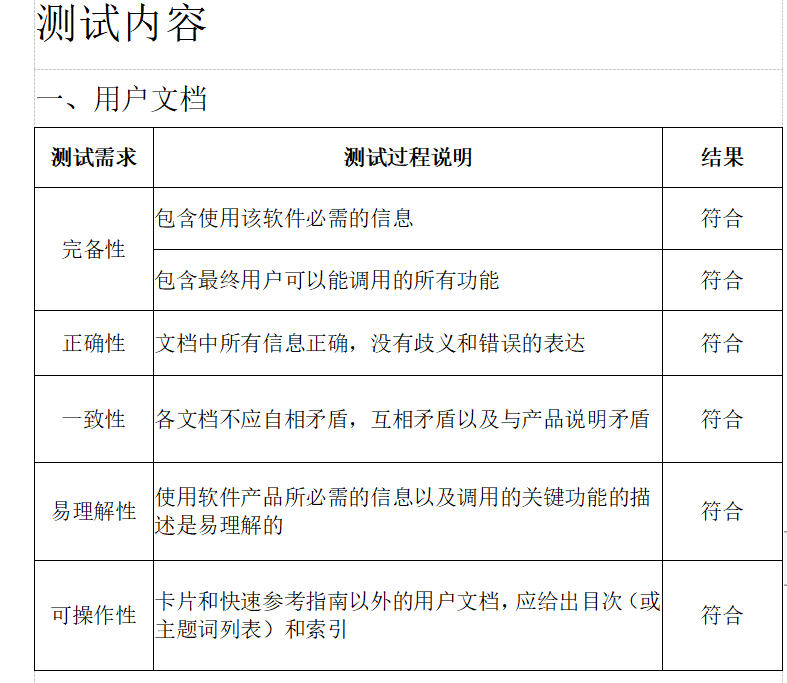 测试内容
一、用户文档
测试需求 测试过程说明 结果
完备性 包含使用该软件必需的信息 符合
包含最终用户可以能调用的所有功能 符合
正确性 文档中所有信息正确，没有歧义和错误的表达 符合
一致性 各文档不应自相矛盾，互相矛盾以及与产品说明矛盾 符合
易理解性 使用软件产品所必需的信息以及调用的关键功能的描
述是易理解的 符合
可操作性 卡片和快速参考指南以外的用户文档，应给出目次（或
主题词列表）和索引 符合